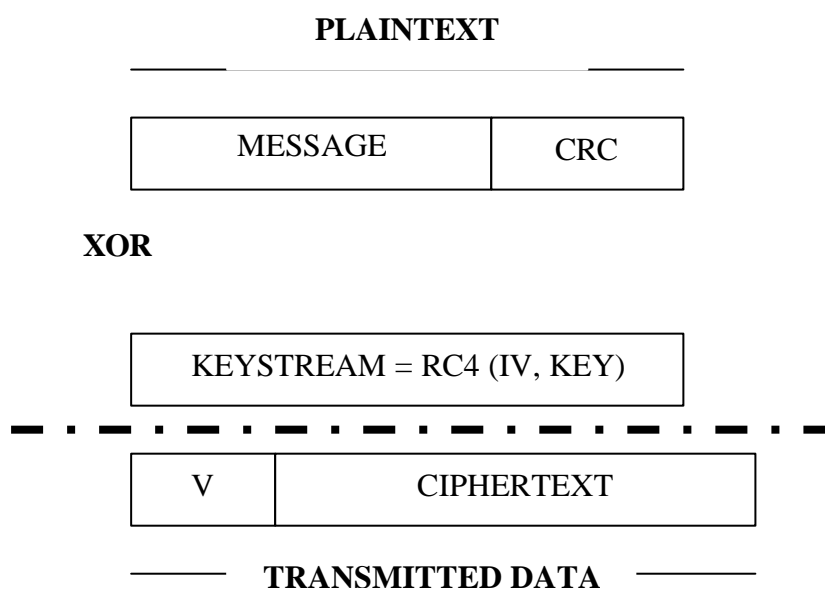 PLAINTEXT
MESSAGE CRC
XOR
KEYSTREAM = RC4 (IV, KEY)
V CIPHERTEXT
TRANSMITTED DATA